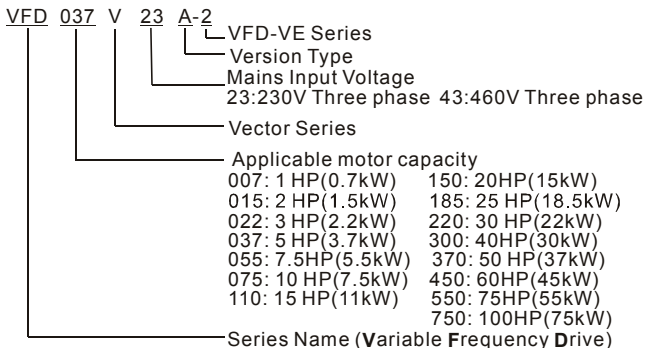 VFD 037 V 23 A-2
VFD-VE Series
Version Type
Mains Input Voltage
23:230V Three phase 43:460V Three phase
Vector Series
Applicable motor capacity
007: 1 HP(0.7kW) 150: 20HP(15kW)
015: 2 HP(1.5kW) 185: 25 HP(18.5kW)
022: 3 HP(2.2kW) 220: 30 HP(22kW)
037: 5 HP(3.7kW) 300: 40HP(30kW)
055: 7.5HP(5.5kW) 370: 50 HP(37kW)
075: 10 HP(7.5kW) 450: 60HP(45kW)
110: 15 HP(11kW) 550: 75HP(55kW)
750: 100HP(75kW)
Series Name (Variable Frequency Drive)